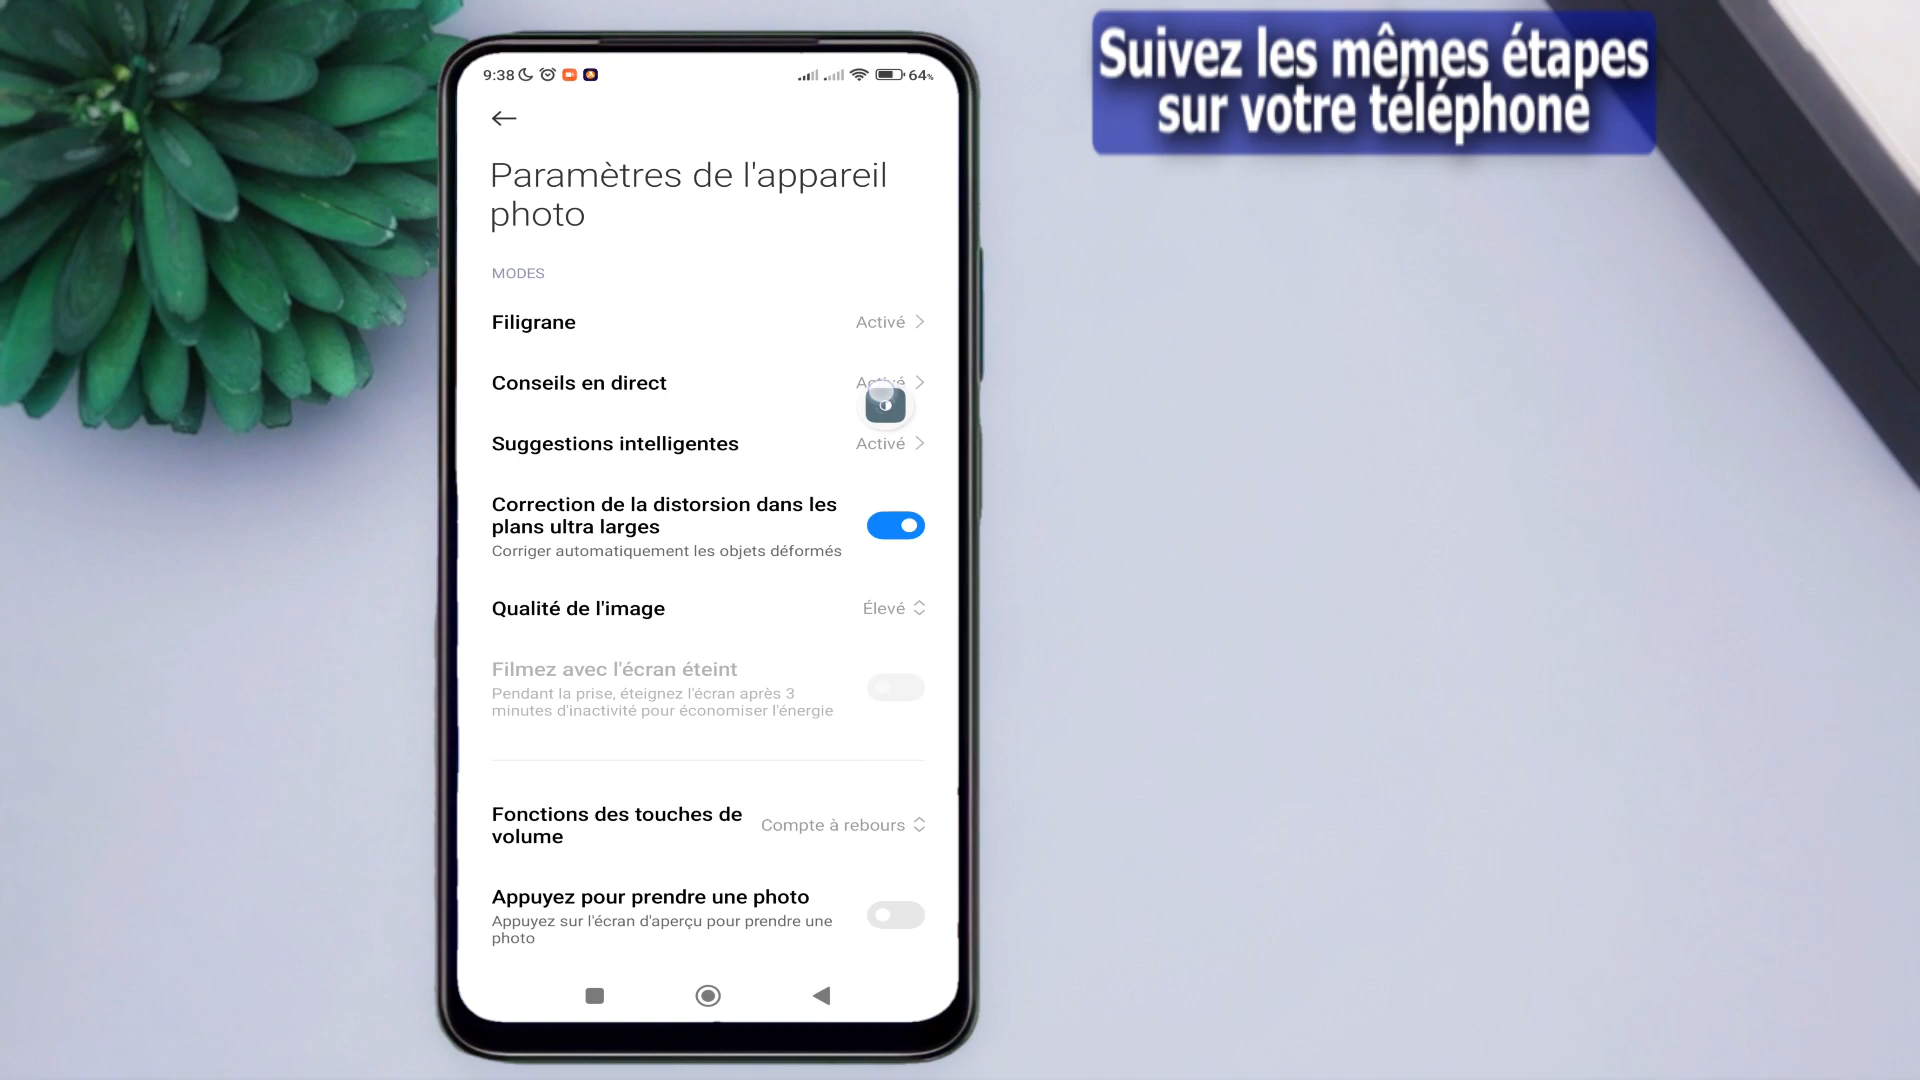 Suivez les mêmes étapes
sur votre téléphone
9:38
64%
Paramètres de l'appareil
photo
MODES
Filigrane
Activé
Conseils en direct
Activé
Suggestions intelligentes
Activé
Correction de la distorsion dans les
plans ultra larges
Corriger automatiquement les objets déformés
Qualité de l'image
Élevé
Filmez avec l'écran éteint
Pendant la prise, éteignez l'écran après 3
minutes d'inactivité pour économiser l'énergie
Fonctions des touches de
volume
Compte à rebours
Appuyez pour prendre une photo
Appuyez sur l'écran d'aperçu pour prendre une
photo